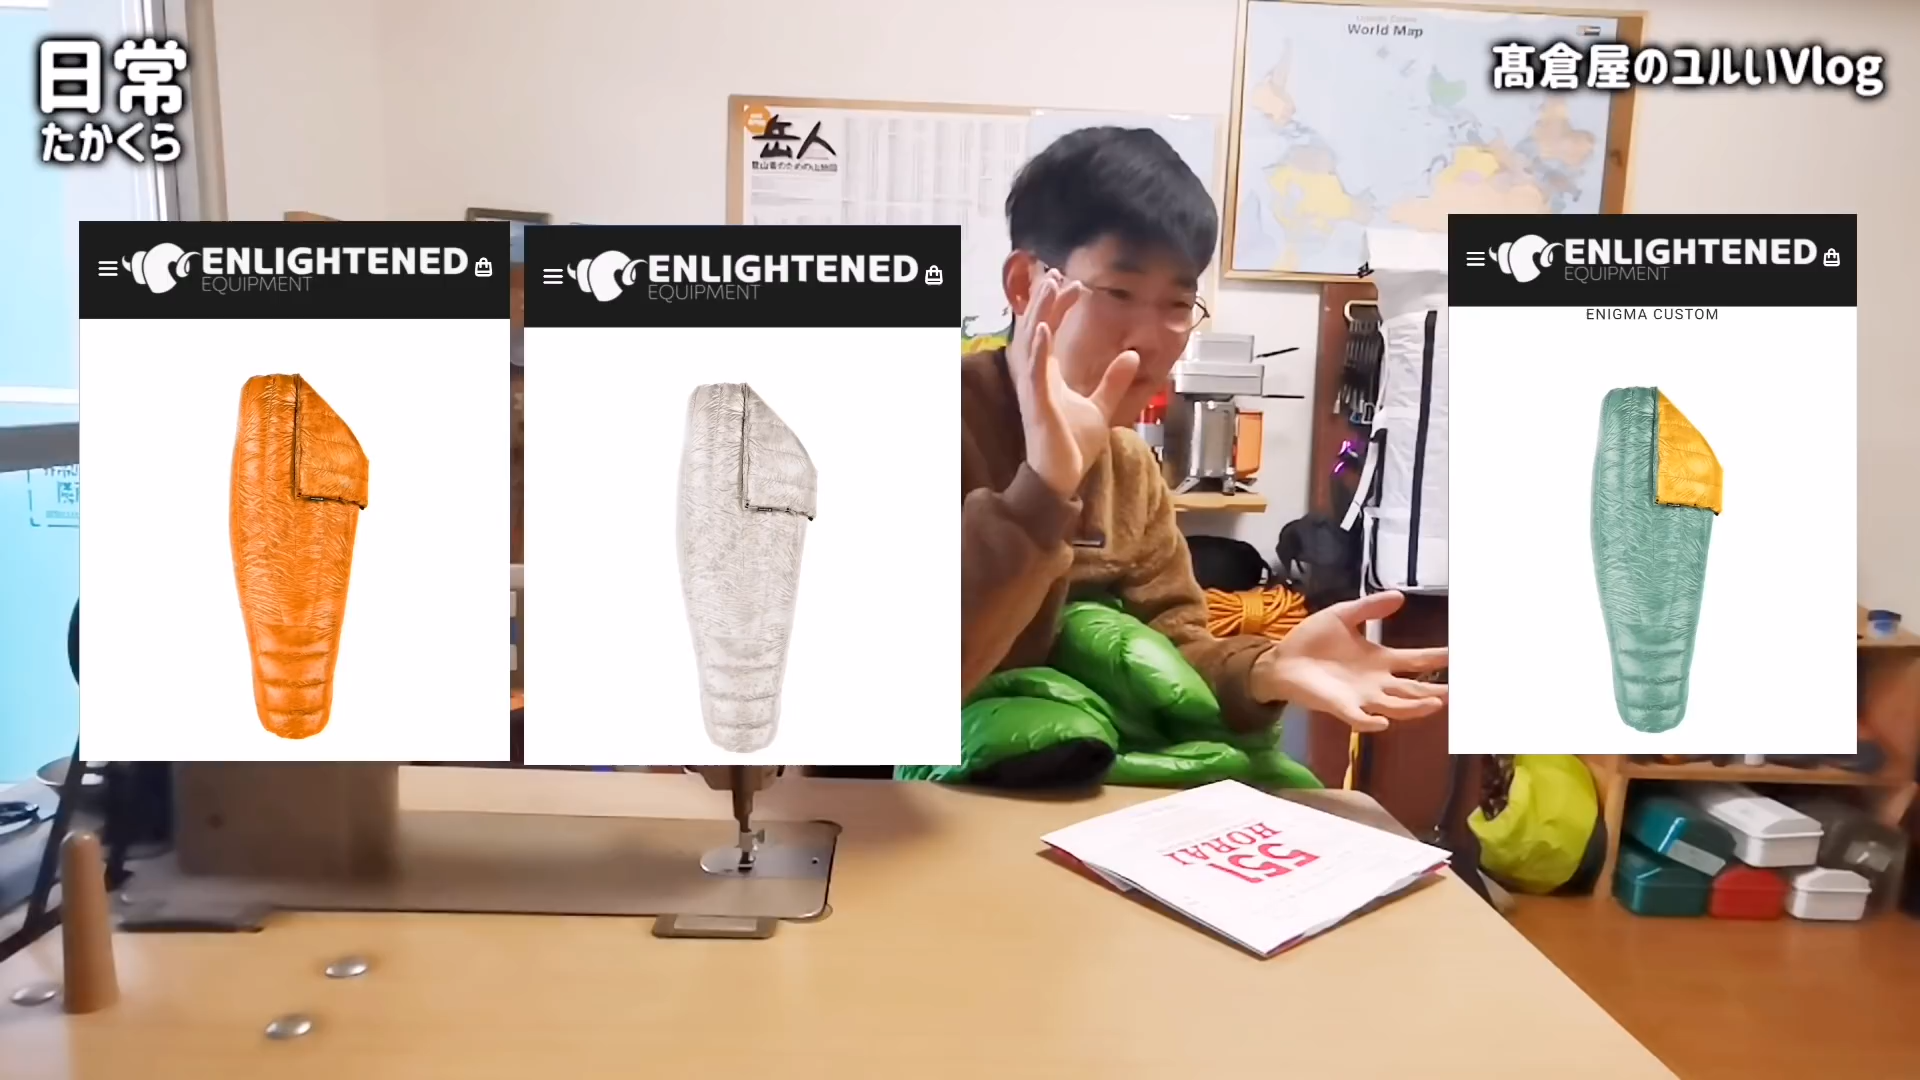 日常
たかくら
髙倉屋のユルいVlog
World Map
岳人
ENLIGHTENED
EQUIPMENT
ENLIGHTENED
EQUIPMENT
ENLIGHTENED
EQUIPMENT
ENIGMA CUSTOM
551
HORAI